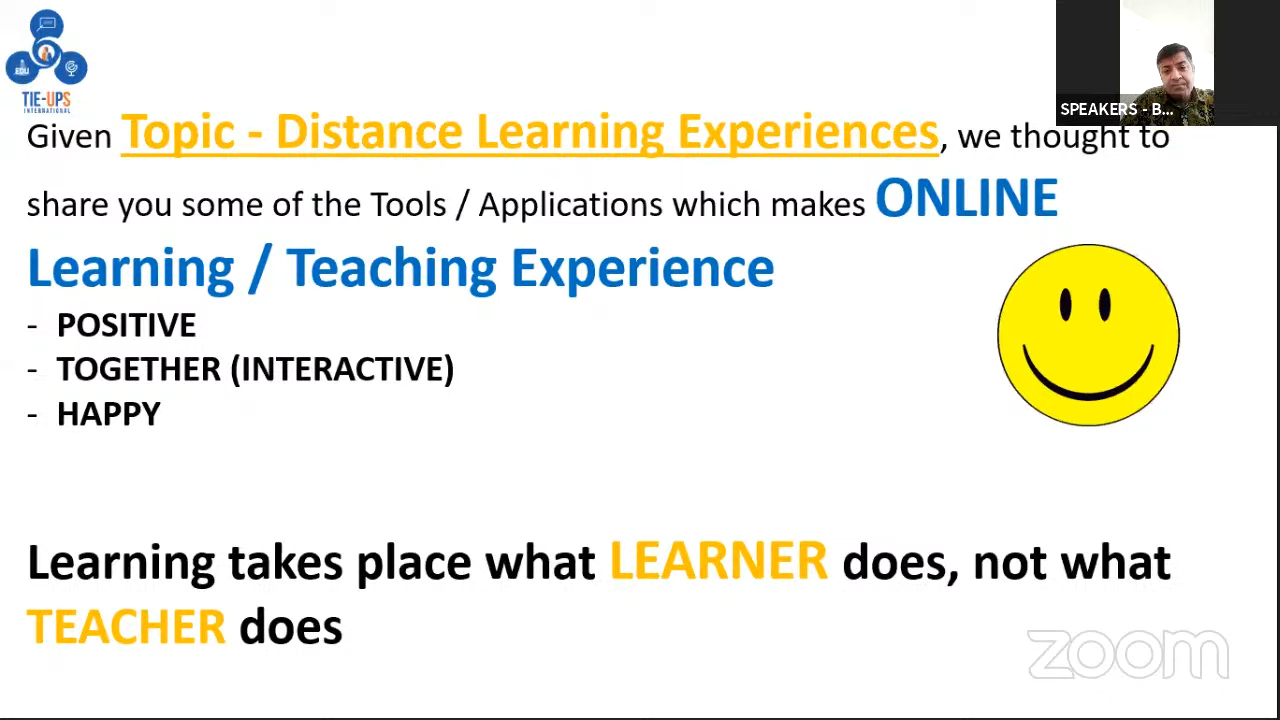 EDU
TIE-UPS
INTERNATIONAL
SPEAKERS - B...
Given Topic - Distance Learning Experiences, we thought to
share you some of the Tools / Applications which makes ONLINE
Learning / Teaching Experience
- POSITIVE
- TOGETHER (INTERACTIVE)
- HAPPY
Learning takes place what LEARNER does, not what
TEACHER does
zoom